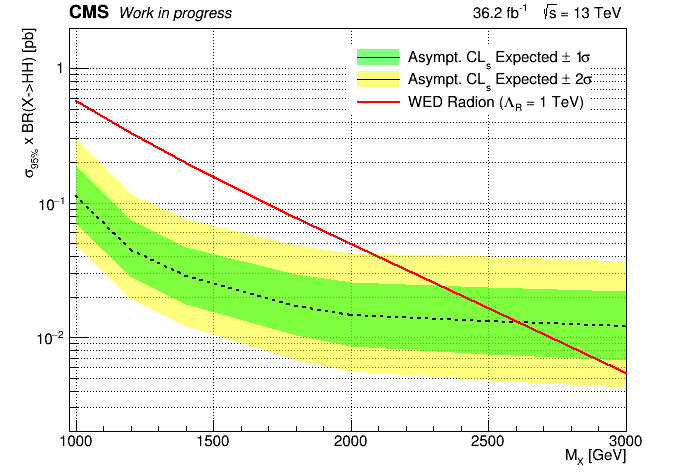 CMS Work in progress
36.2 fb⁻¹ √s = 13 TeV
σ95% x BR(X->HH) [pb]
Asympt. CLs Expected ± 1σ
Asympt. CLs Expected ± 2σ
WED Radion (ΛR = 1 TeV)
1
10⁻¹
10⁻²
1000 1500 2000 2500 3000
MX [GeV]